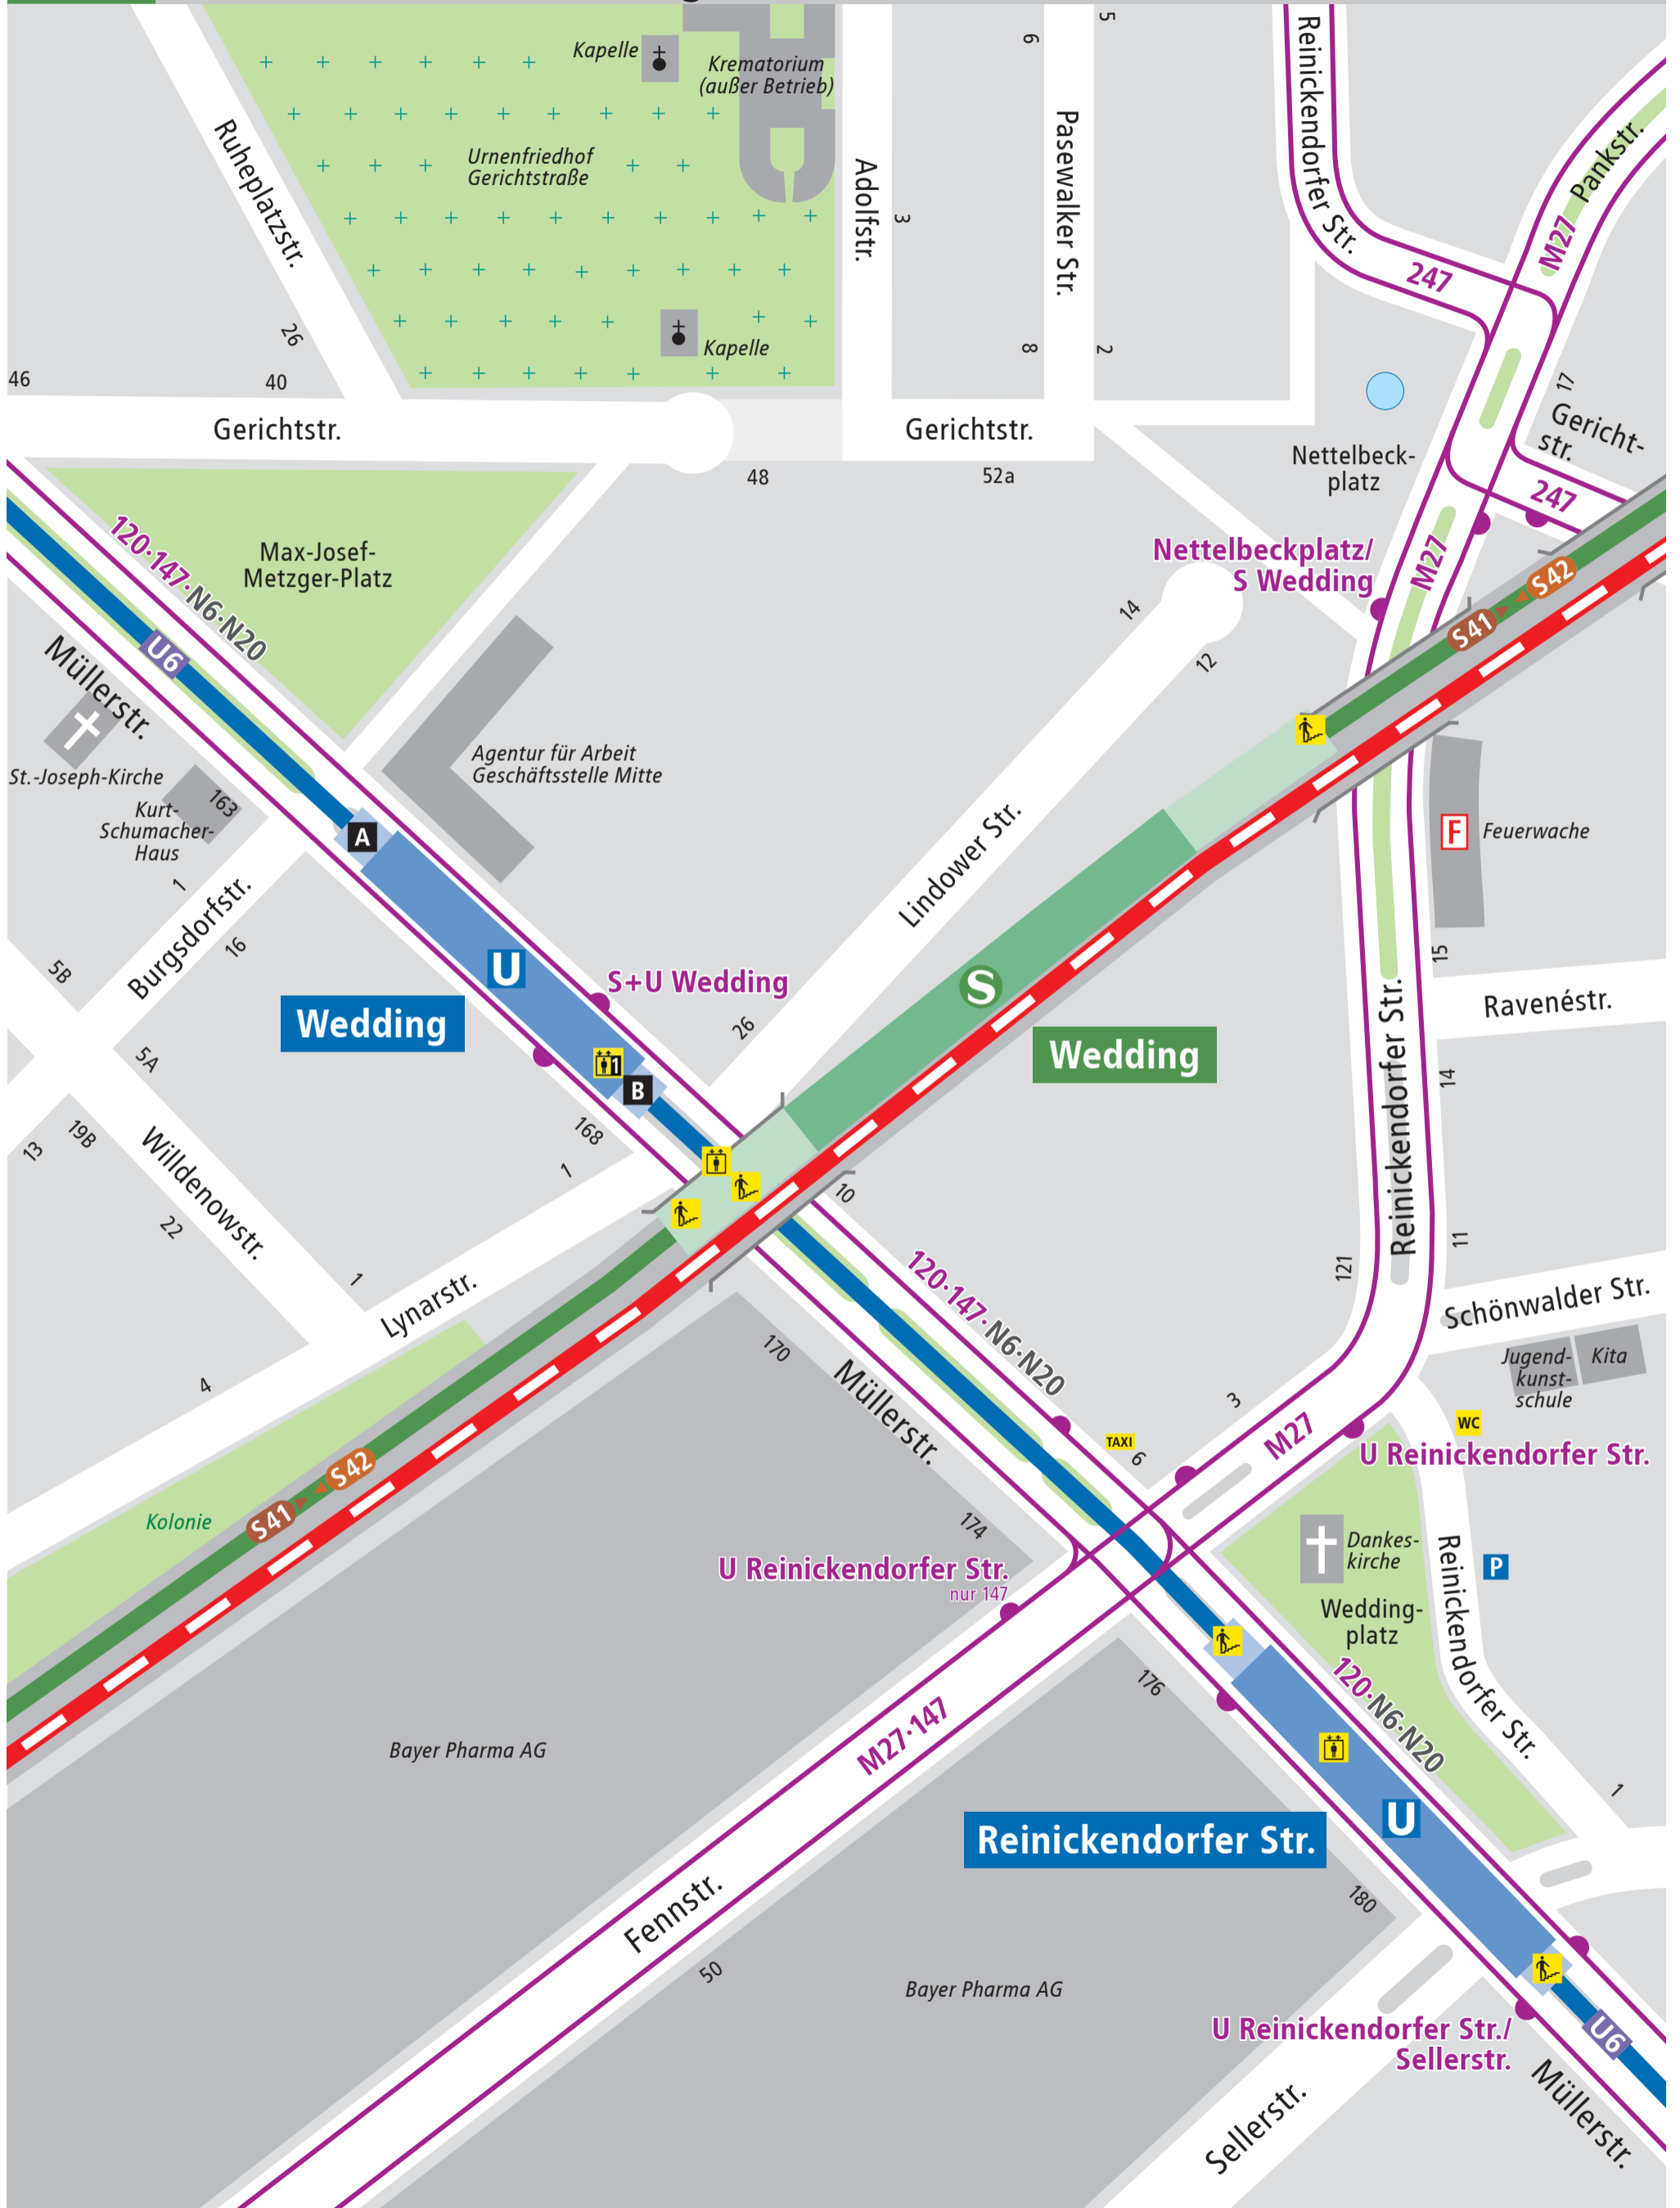 Kapelle
Krematorium
(außer Betrieb)
Urnenfriedhof
Gerichtstraße
Kapelle
Ruheplatzstr.
Adolfstr.
Pasewalker Str.
Reinickendorfer Str.
Pankstr.
M27
247
5
6
3
8
2
26
46
40
17
Gerichtstr.
Gerichtstr.
Gericht-
str.
247
48
52a
Nettelbeck-
platz
Nettelbeckplatz/
S Wedding
M27
S42
S41
Max-Josef-
Metzger-Platz
120·147·N6·N20
U6
Müllerstr.
St.-Joseph-Kirche
Kurt-
Schumacher-
Haus
163
Agentur für Arbeit
Geschäftsstelle Mitte
14
12
A
1
Burgsdorfstr.
16
5B
5A
Lindower Str.
F
Feuerwache
15
U
S+U Wedding
Wedding
S
Wedding
26
Ravenéstr.
Reinickendorfer Str.
14
1
B
168
1
13
19B
Willdenowstr.
22
1
10
121
11
Lynarstr.
4
120·147·N6·N20
170
Müllerstr.
174
Schönwalder Str.
Jugend-
kunst-
schule
Kita
3
M27
WC
TAXI
6
U Reinickendorfer Str.
Kolonie
S42
S41
U Reinickendorfer Str.
nur 147
Dankes-
kirche
P
Wedding-
platz
Reinickendorfer Str.
176
120·N6·N20
M27·147
Bayer Pharma AG
1
U
Reinickendorfer Str.
180
Fennstr.
50
Bayer Pharma AG
U Reinickendorfer Str./
Sellerstr.
U6
Sellerstr.
Müllerstr.